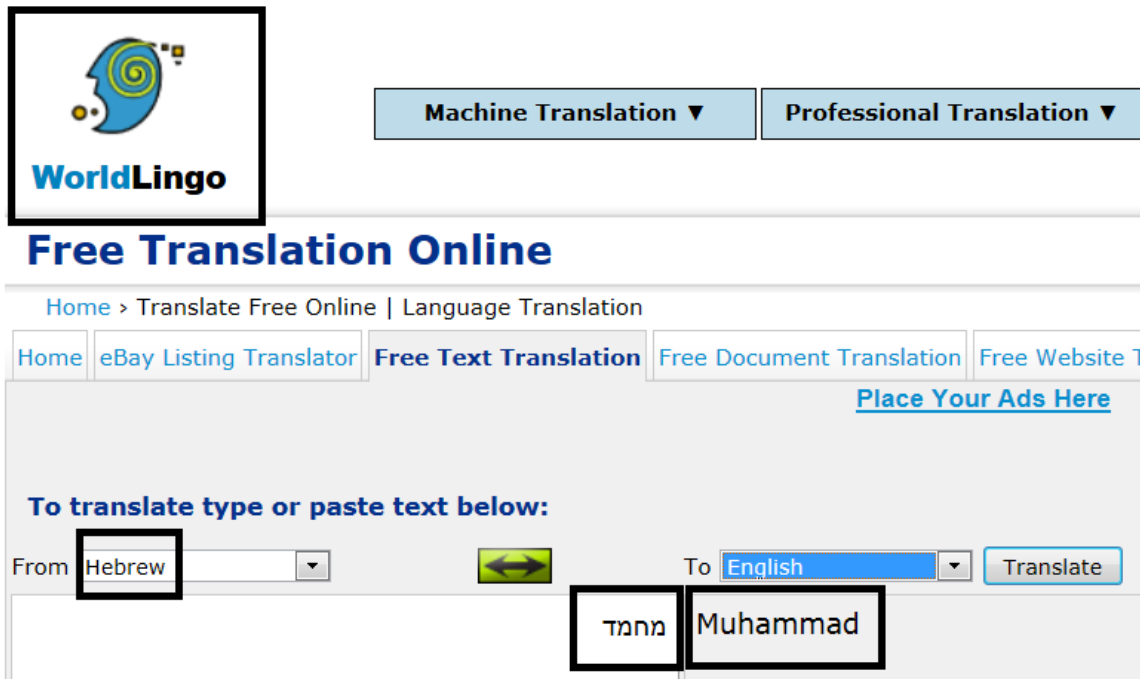 WorldLingo
Machine Translation ▼ Professional Translation ▼
Free Translation Online
Home › Translate Free Online | Language Translation
Home eBay Listing Translator Free Text Translation Free Document Translation Free Website
Place Your Ads Here
To translate type or paste text below:
From Hebrew To English Translate
מחמד Muhammad